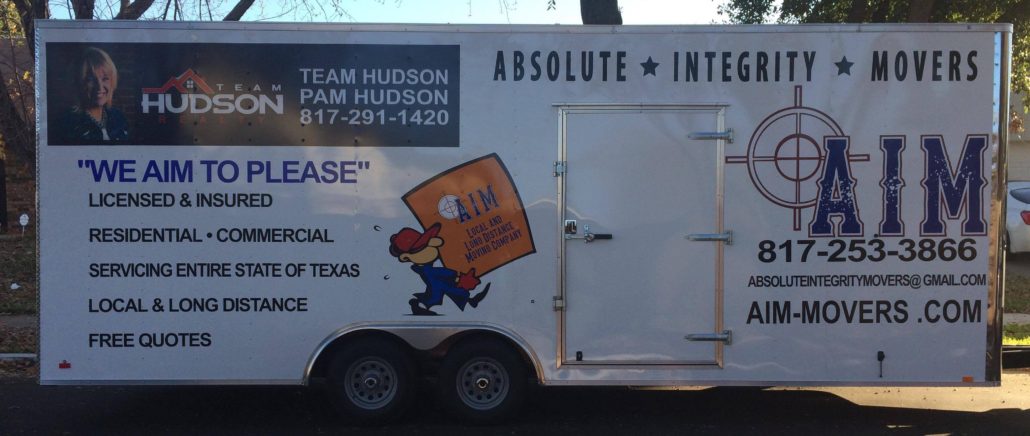 TEAM
HUDSON
REALTY
TEAM HUDSON
PAM HUDSON
817-291-1420
"WE AIM TO PLEASE"
LICENSED & INSURED
RESIDENTIAL • COMMERCIAL
SERVICING ENTIRE STATE OF TEXAS
LOCAL & LONG DISTANCE
FREE QUOTES
AIM
LOCAL AND
LONG DISTANCE
MOVING COMPANY
ABSOLUTE ★ INTEGRITY ★ MOVERS
AIM
817-253-3866
ABSOLUTEINTEGRITYMOVERS@GMAIL.COM
AIM-MOVERS .COM